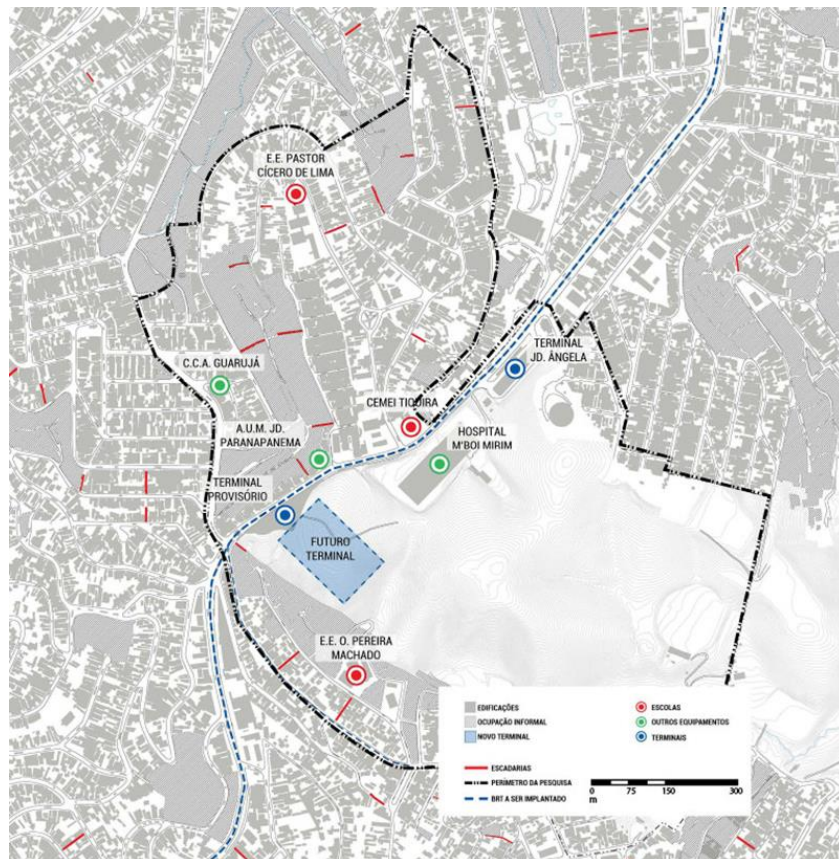 E.E. PASTOR
CÍCERO DE LIMA
TERMINAL
JD. ÂNGELA
C.C.A. GUARUJÁ
CEMEI TIQUIRA
A.U.M. JD.
PARANAPANEMA
HOSPITAL
M'BOI MIRIM
TERMINAL
PROVISÓRIO
FUTURO
TERMINAL
E.E. O. PEREIRA
MACHADO
EDIFICAÇÕES
OCUPAÇÃO INFORMAL
NOVO TERMINAL
ESCOLAS
OUTROS EQUIPAMENTOS
TERMINAIS
ESCADARIAS
PERÍMETRO DA PESQUISA
BRT A SER IMPLANTADO
0 75 150 300
m